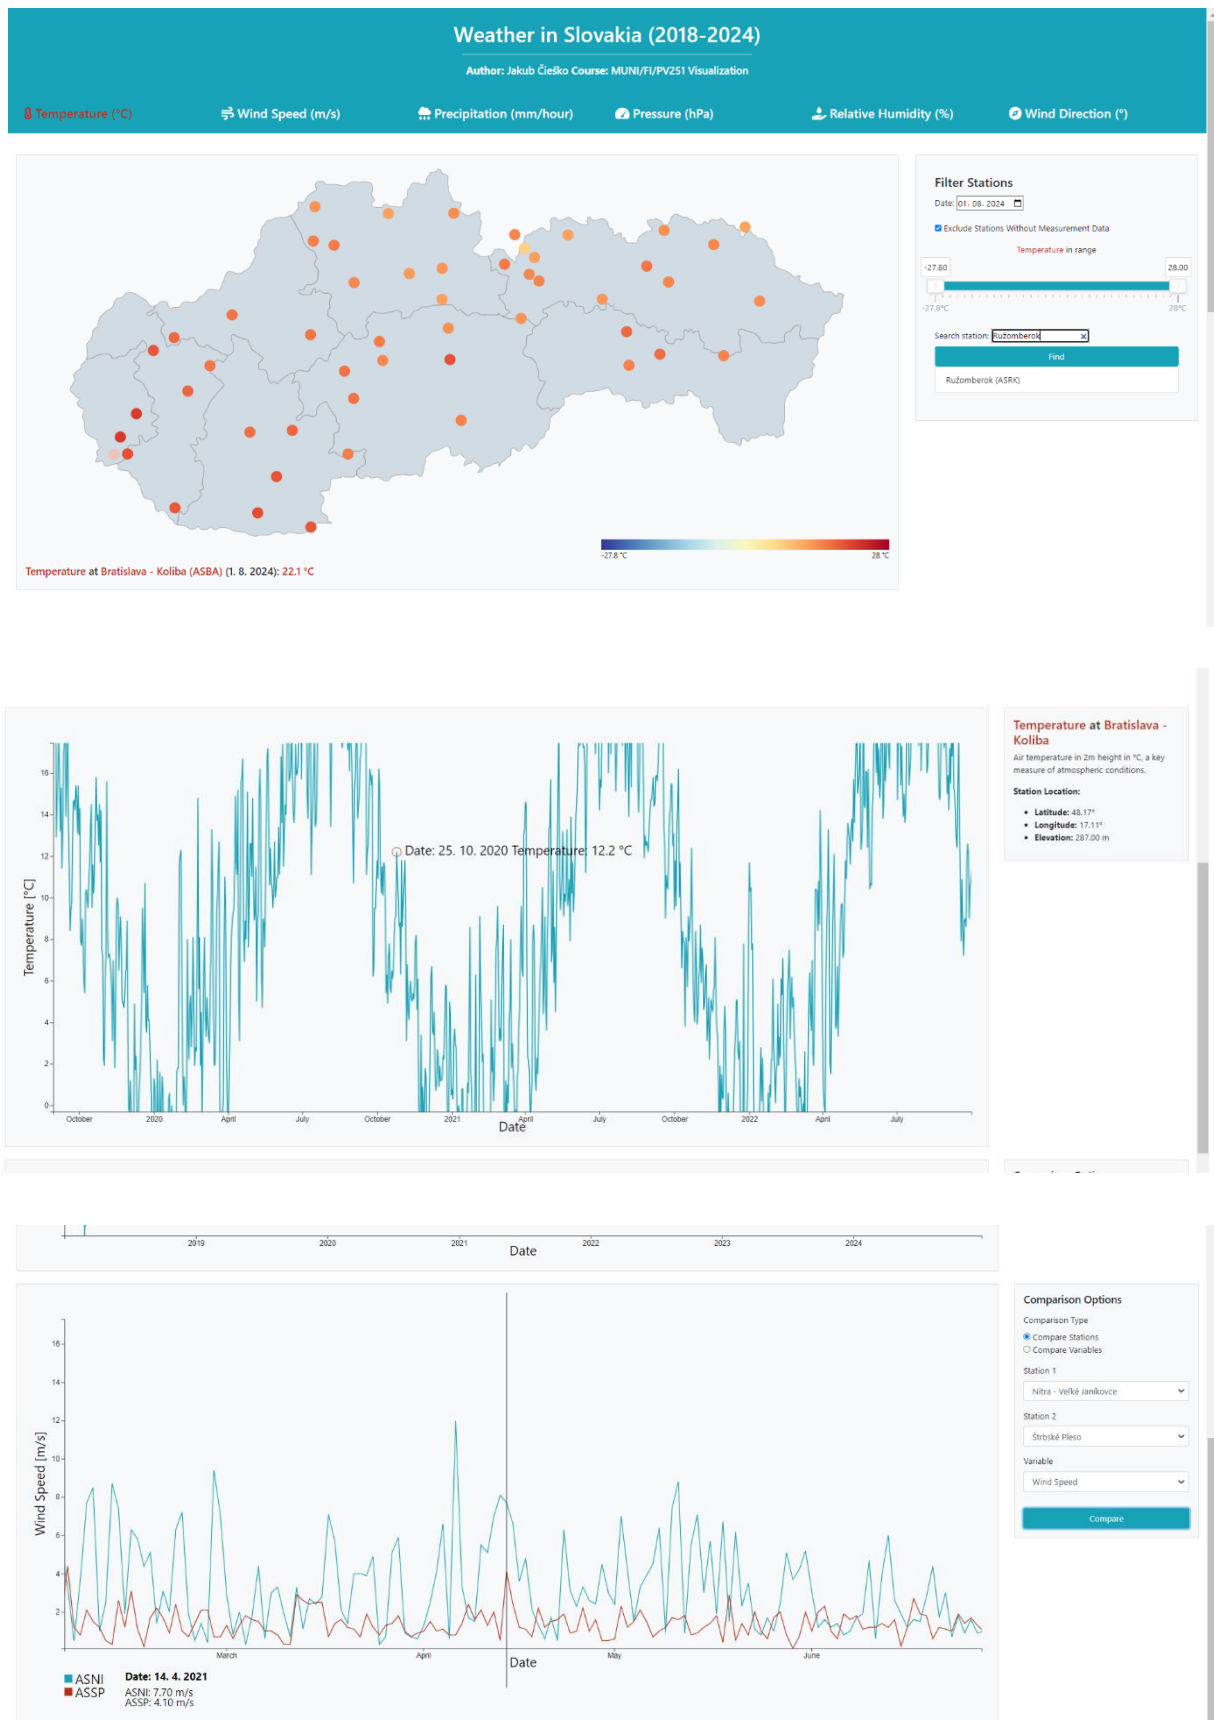 Weather in Slovakia (2018-2024)
Author: Jakub Čieško Course: MUNI/FI/PV251 Visualization
Temperature (°C)
Wind Speed (m/s)
Precipitation (mm/hour)
Pressure (hPa)
Relative Humidity (%)
Wind Direction (°)
Filter Stations
Date: 01. 08. 2024
Exclude Stations Without Measurement Data
Temperature in range
-27.80
28.00
-27.8°C
28°C
Search station:Ružomberok
Find
Ružomberok (ASRK)
-27.8 °C
28 °C
Temperature at Bratislava - Koliba (ASBA) (1. 8. 2024): 22.1 °C
Temperature at Bratislava -
Koliba
Air temperature in 2m height in °C, a key
measure of atmospheric conditions.
Station Location:
Latitude: 48.17°
Longitude: 17.11°
Elevation: 287.00 m
Temperature [°C]
16
14
12
10
8
6
4
2
0
Date: 25. 10. 2020 Temperature: 12.2 °C
October
2020
April
July
October
2021
April
July
October
2022
April
July
Date
2019
2020
2021
2022
2023
2024
Date
Wind Speed [m/s]
16
14
12
10
8
6
4
2
March
April
May
June
Date
ASNI
ASSP
Date: 14. 4. 2021
ASNI: 7.70 m/s
ASSP: 4.10 m/s
Comparison Options
Comparison Type
Compare Stations
Compare Variables
Station 1
Nitra - Veľké Janíkovce
Station 2
Štrbské Pleso
Variable
Wind Speed
Compare